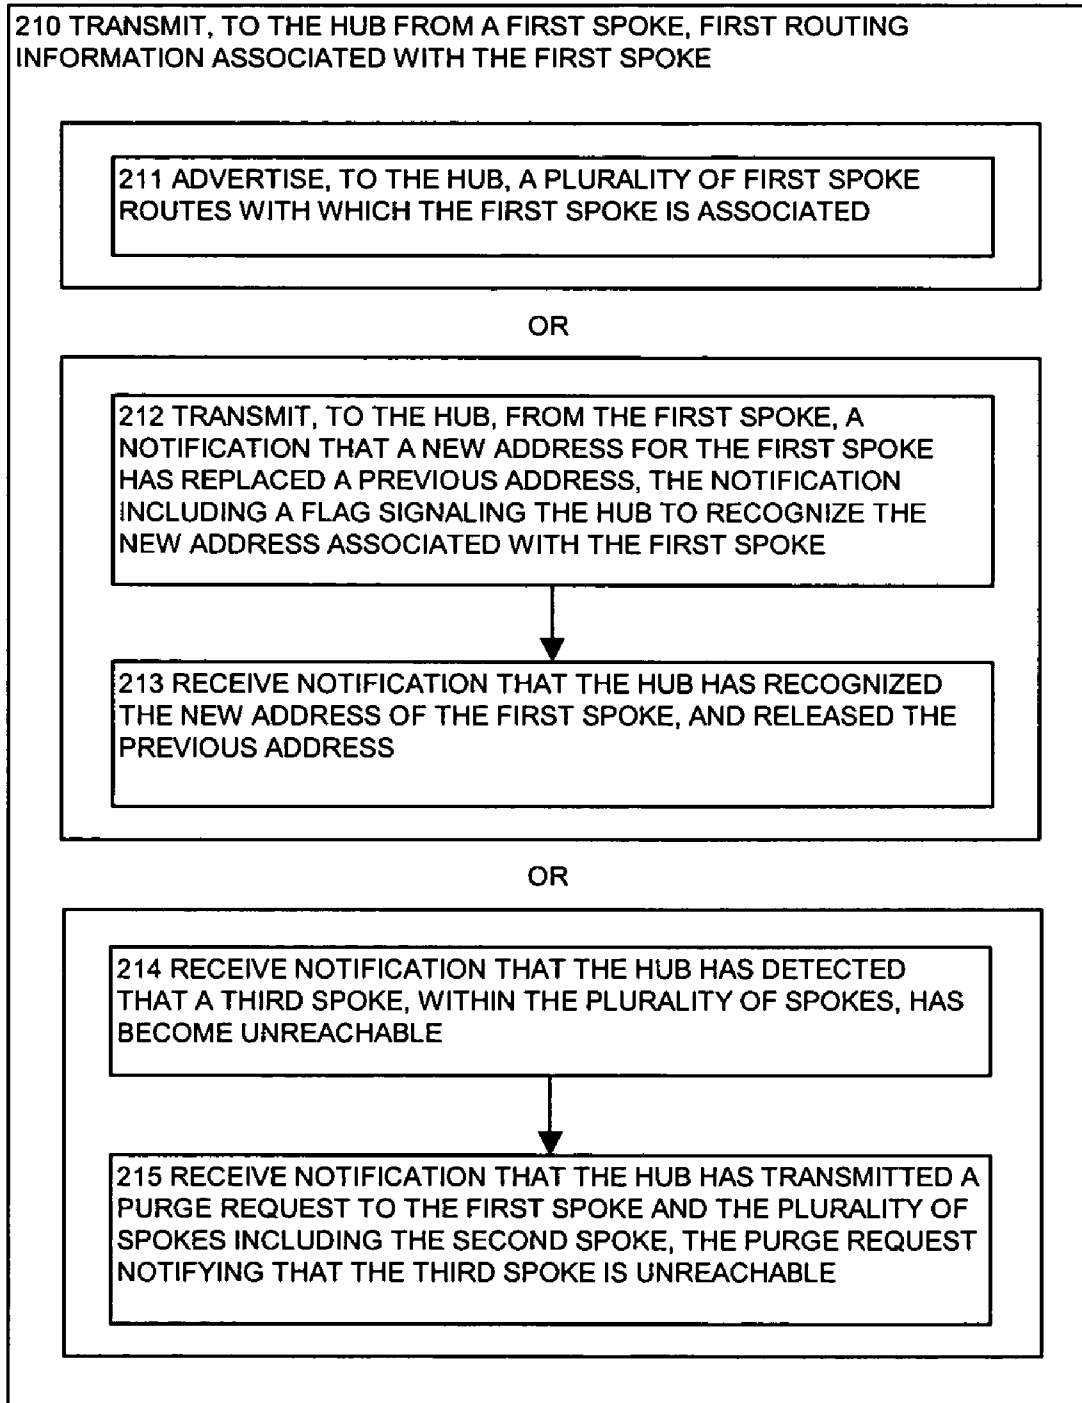 210 TRANSMIT, TO THE HUB FROM A FIRST SPOKE, FIRST ROUTING
INFORMATION ASSOCIATED WITH THE FIRST SPOKE
211 ADVERTISE, TO THE HUB, A PLURALITY OF FIRST SPOKE
ROUTES WITH WHICH THE FIRST SPOKE IS ASSOCIATED
OR
212 TRANSMIT, TO THE HUB, FROM THE FIRST SPOKE, A
NOTIFICATION THAT A NEW ADDRESS FOR THE FIRST SPOKE
HAS REPLACED A PREVIOUS ADDRESS, THE NOTIFICATION
INCLUDING A FLAG SIGNALING THE HUB TO RECOGNIZE THE
NEW ADDRESS ASSOCIATED WITH THE FIRST SPOKE
213 RECEIVE NOTIFICATION THAT THE HUB HAS RECOGNIZED
THE NEW ADDRESS OF THE FIRST SPOKE, AND RELEASED THE
PREVIOUS ADDRESS
OR
214 RECEIVE NOTIFICATION THAT THE HUB HAS DETECTED
THAT A THIRD SPOKE, WITHIN THE PLURALITY OF SPOKES, HAS
BECOME UNREACHABLE
215 RECEIVE NOTIFICATION THAT THE HUB HAS TRANSMITTED A
PURGE REQUEST TO THE FIRST SPOKE AND THE PLURALITY OF
SPOKES INCLUDING THE SECOND SPOKE, THE PURGE REQUEST
NOTIFYING THAT THE THIRD SPOKE IS UNREACHABLE